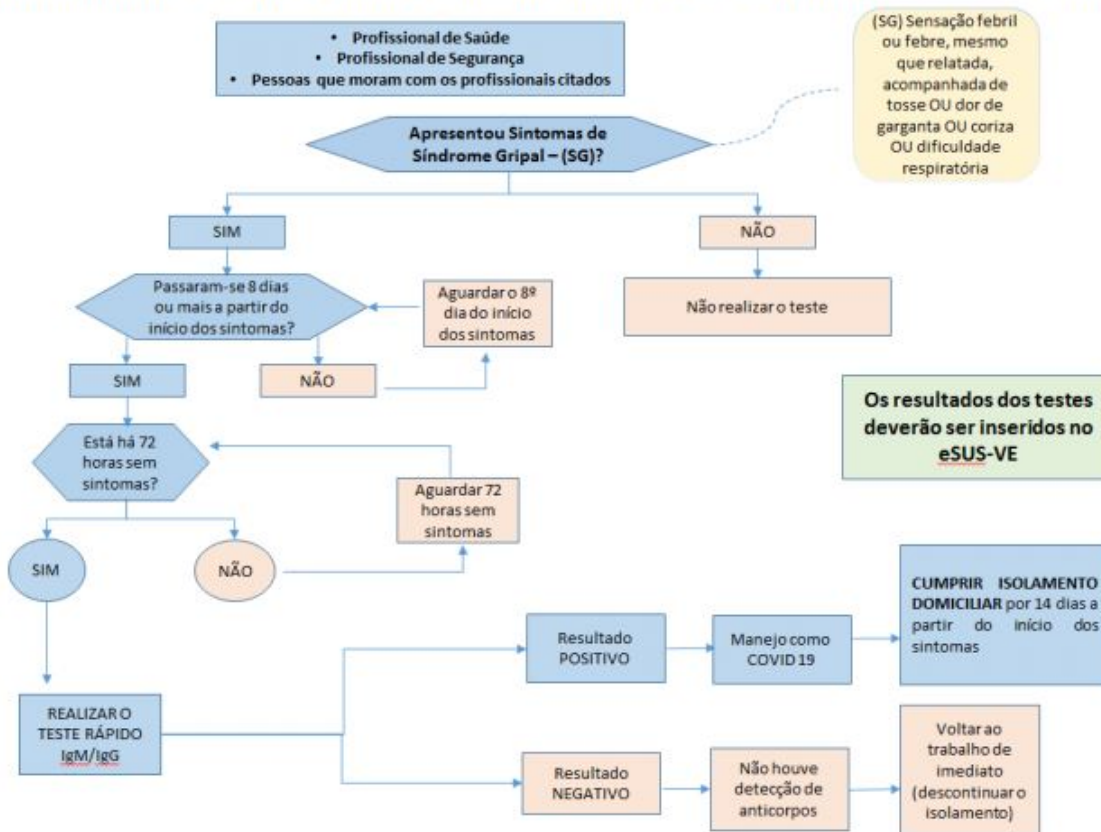 • Profissional de Saúde
• Profissional de Segurança
• Pessoas que moram com os profissionais citados
(SG) Sensação febril
ou febre, mesmo
que relatada,
acompanhada de
tosse OU dor de
garganta OU coriza
OU dificuldade
respiratória
Apresentou Sintomas de
Síndrome Gripal – (SG)?
SIM
NÃO
Passaram-se 8 dias
ou mais a partir do
início dos sintomas?
Aguardar o 8º
dia do início
dos sintomas
Não realizar o teste
SIM
NÃO
Os resultados dos testes
deverão ser inseridos no
eSUS-VE
Está há 72
horas sem
sintomas?
Aguardar 72
horas sem
sintomas
SIM
NÃO
Resultado
POSITIVO
Manejo como
COVID 19
CUMPRIR ISOLAMENTO
DOMICILIAR por 14 dias a
partir do início dos
sintomas
REALIZAR O
TESTE RÁPIDO
IgM/IgG
Resultado
NEGATIVO
Não houve
detecção de
anticorpos
Voltar ao
trabalho de
imediato
(descontinuar o
isolamento)